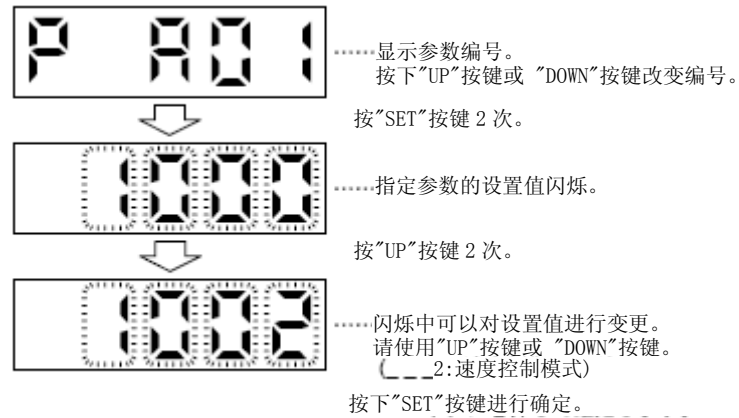 P A01
……显示参数编号。
按下"UP"按键或 "DOWN"按键改变编号。
按"SET"按键 2 次。
1000
……指定参数的设置值闪烁。
按"UP"按键 2 次。
1002
……闪烁中可以对设置值进行变更。
请使用"UP"按键或 "DOWN"按键。
(_ _ _2:速度控制模式)
按下"SET"按键进行确定。